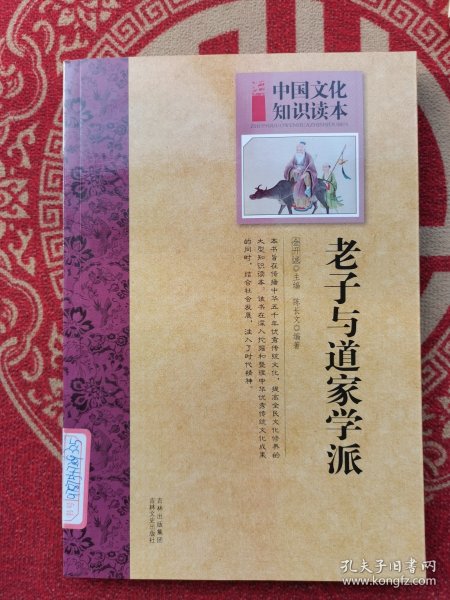 中国文化
知识读本
ZHONGGUOWENHUAZHISHIDUBEN
老子与道家学派
金开诚◎主编 陈长文◎编著
本书旨在传播中华五千年优秀传统文化，提高全民文化修养的
大型知识读本。该书在深入挖掘和整理中华优秀传统文化成果
的同时，结合社会发展，注入了时代精神。
吉林出版集团
吉林文史出版社
孔夫子旧书网
www.kongfz.com